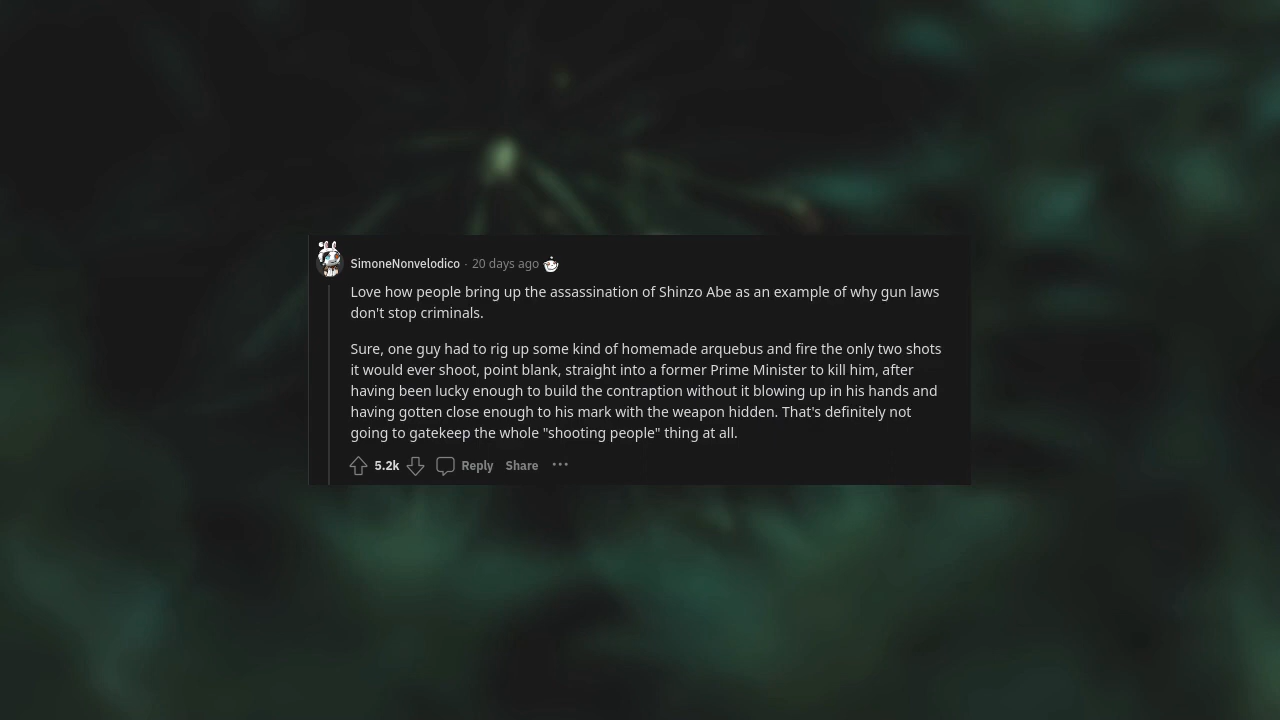 SimoneNonvelodico · 20 days ago
Love how people bring up the assassination of Shinzo Abe as an example of why gun laws
don't stop criminals.
Sure, one guy had to rig up some kind of homemade arquebus and fire the only two shots
it would ever shoot, point blank, straight into a former Prime Minister to kill him, after
having been lucky enough to build the contraption without it blowing up in his hands and
having gotten close enough to his mark with the weapon hidden. That's definitely not
going to gatekeep the whole "shooting people" thing at all.
5.2k Reply Share ···